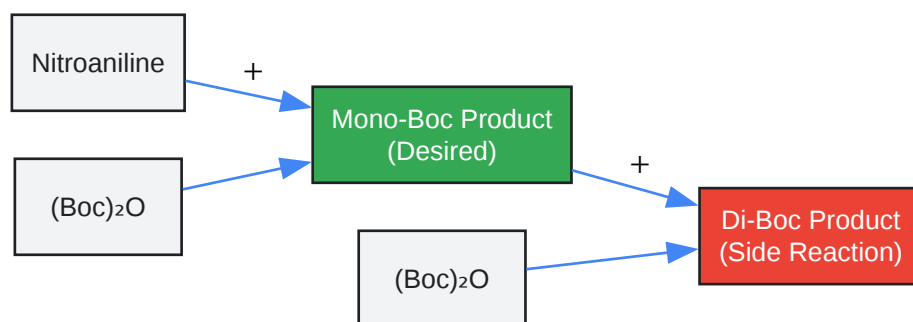 Nitroaniline
+
Mono-Boc Product
(Desired)
(Boc)₂O
+
Di-Boc Product
(Side Reaction)
(Boc)₂O